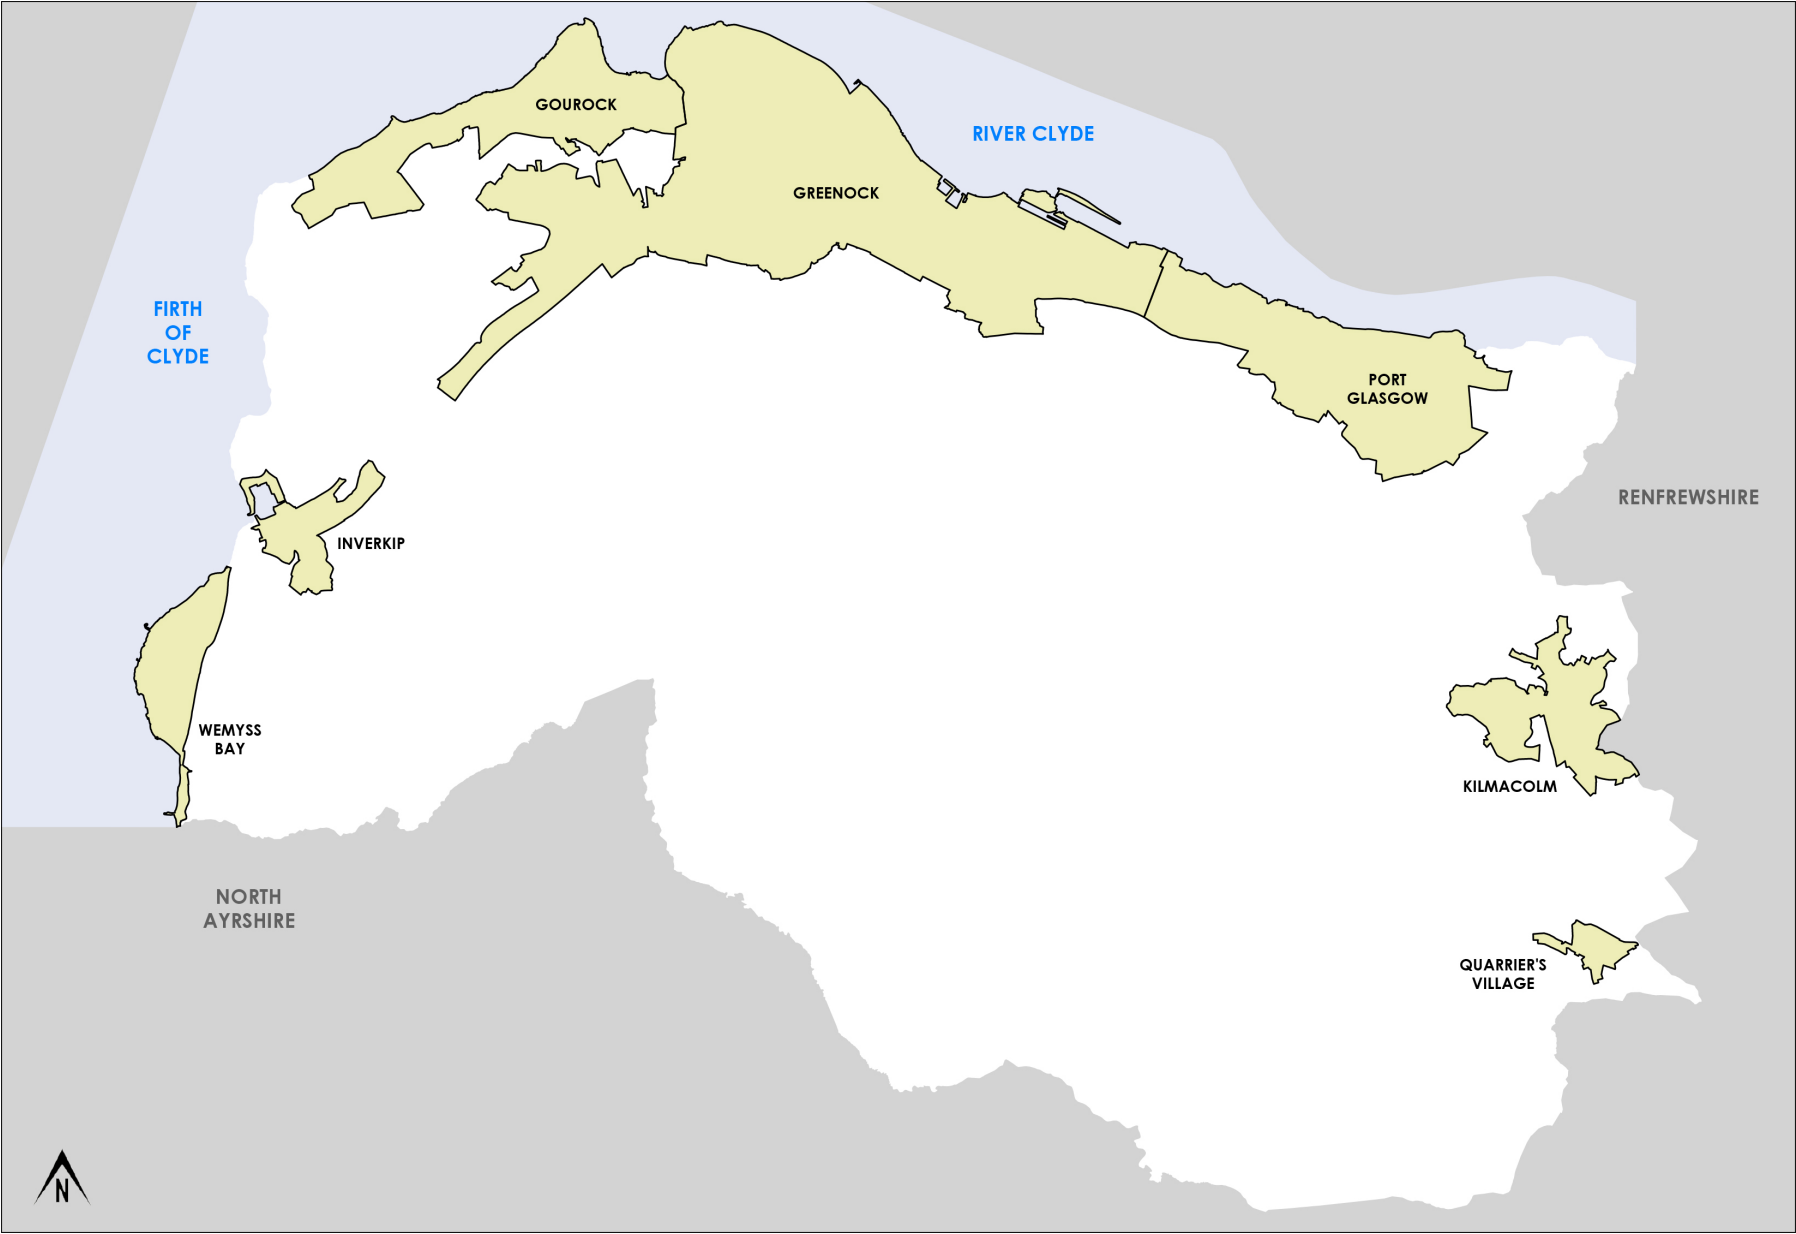 GOUROCK
RIVER CLYDE
GREENOCK
FIRTH
OF
CLYDE
PORT
GLASGOW
RENFREWSHIRE
INVERKIP
WEMYSS
BAY
KILMACOLM
NORTH
AYRSHIRE
QUARRIER'S
VILLAGE
N